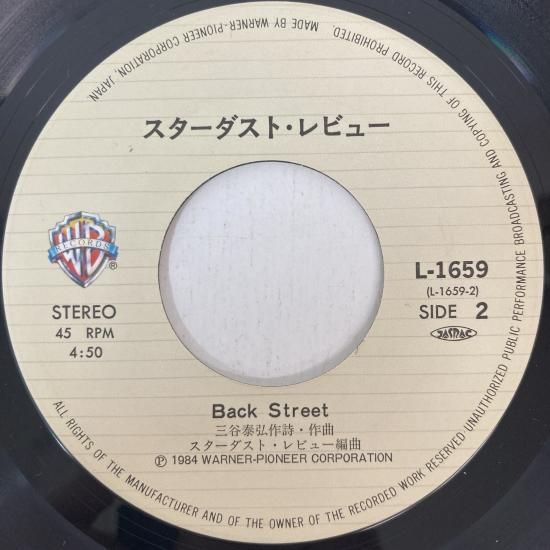 MADE BY WARNER-PIONEER CORPORATION, JAPAN
スターダスト・レビュー
WB
RECORDS
®
STEREO
45 RPM
4:50
L-1659
(L-1659-2)
SIDE 2
JASRAC
Back Street
三谷泰弘作詩・作曲
スターダスト・レビュー編曲
Ⓟ 1984 WARNER-PIONEER CORPORATION
ALL RIGHTS OF THE MANUFACTURER AND OF THE OWNER OF THE RECORDED WORK RESERVED UNAUTHORIZED PUBLIC PERFORMANCE BROADCASTING AND COPYING OF THIS RECORD PROHIBITED.